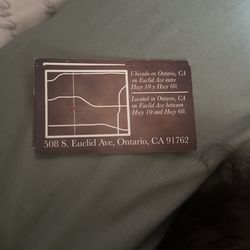 Ubicado en Ontario, CA
en Euclid Ave entre
Hwy 10 y Hwy 60.
Located in Ontario, CA
on Euclid Ave between
Hwy 10 and Hwy 60.
508 S. Euclid Ave, Ontario, CA 91762